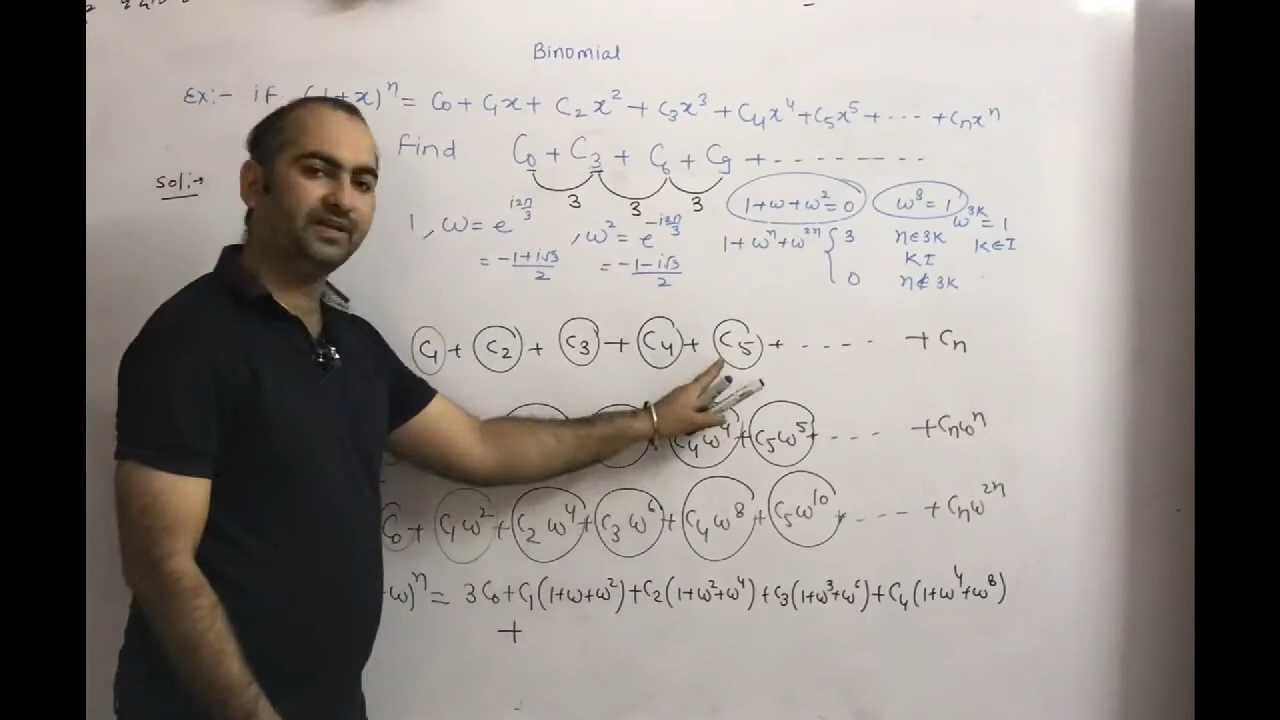 Binomial
Ex:- if (1+x)^n = C0 + C1x + C2x^2 + C3x^3 + C4x^4 + C5x^5 + --- + Cnx^n
find C0 + C3 + C6 + C9 + --------
Sol:→
3 3 3
1+ω+ω^2=0 ω^3=1 ω^3K=1
1, ω = e^i2π/3 , ω^2 = e^-i2π/3 1+ω^n+ω^2n { 3 n∈3K K∈I
= -1+i√3/2 = -1-i√3/2 KI
0 n∉3K
C1 + C2 + C3 + C4 + C5 + ---- + Cn
C4ω^4 + C5ω^5 + --- + Cnω^n
C0 + C1ω^2 + C2ω^4 + C3ω^6 + C4ω^8 + C5ω^10 + ---- + Cnω^2n
ω)^n = 3C0 + C1(1+ω+ω^2) + C2(1+ω^2+ω^4) + C3(1+ω^3+ω^6) + C4(1+ω^4+ω^8)
+